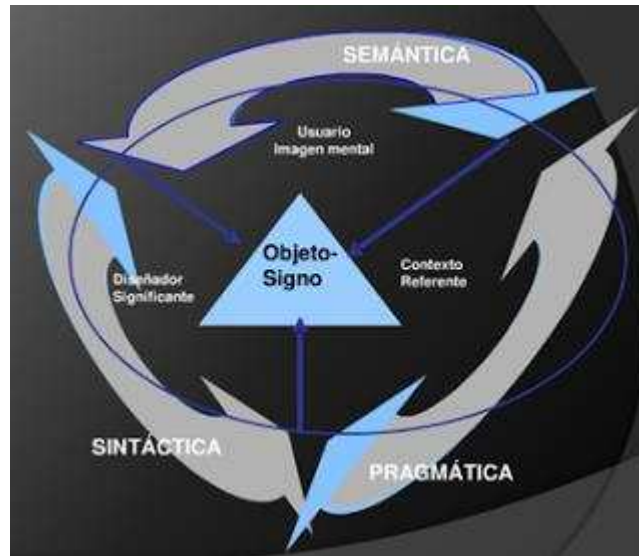 SEMÁNTICA
Usuario
Imagen mental
Objeto-
Signo
Diseñador
Significante
Contexto
Referente
SINTÁCTICA
PRAGMÁTICA